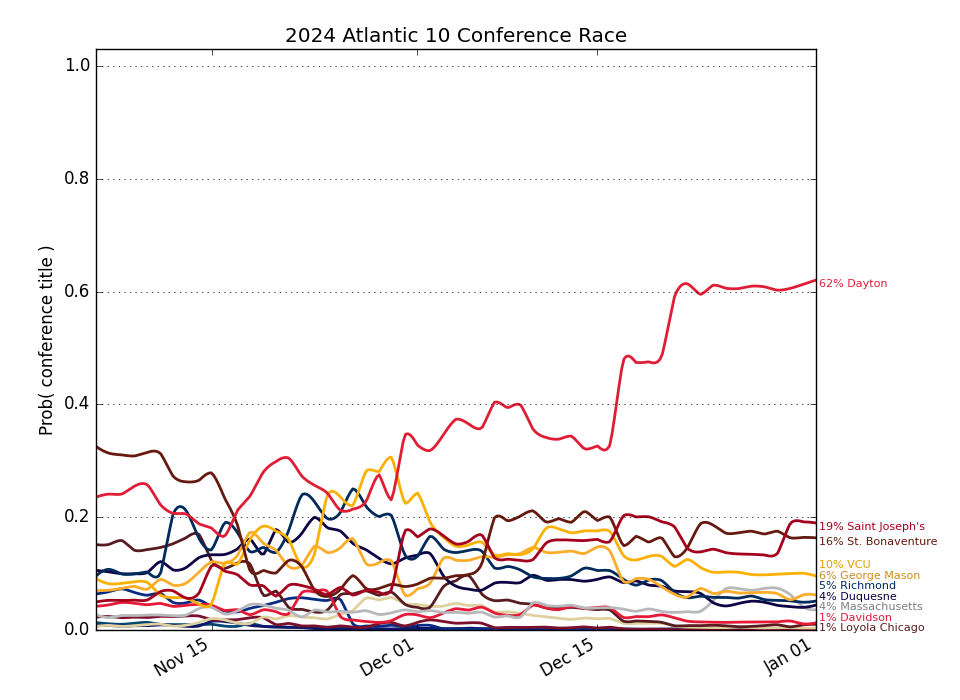 2024 Atlantic 10 Conference Race
Prob( conference title )
1.0
0.8
0.6
0.4
0.2
0.0
Nov 15
Dec 01
Dec 15
Jan 01
62% Dayton
19% Saint Joseph's
16% St. Bonaventure
10% VCU
6% George Mason
5% Richmond
4% Duquesne
4% Massachusetts
1% Davidson
1% Loyola Chicago